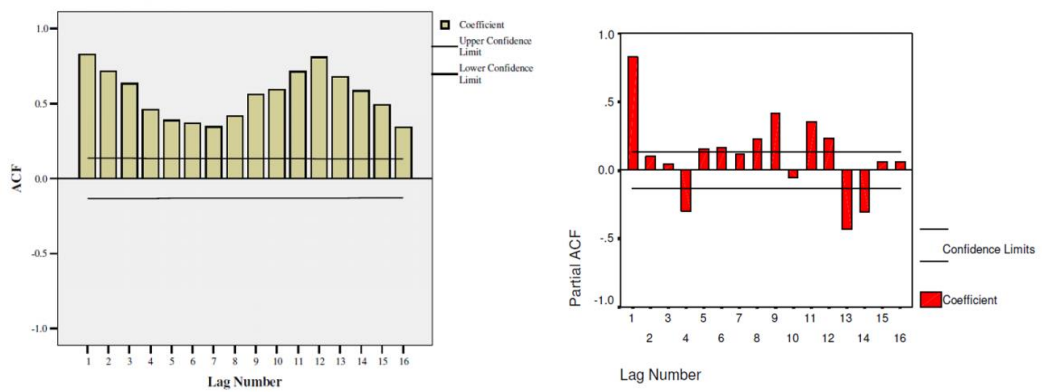 1.0
0.5
0.0
-0.5
-1.0
ACF
1 2 3 4 5 6 7 8 9 10 11 12 13 14 15 16
Lag Number
Coefficient
Upper Confidence
Limit
Lower Confidence
Limit
1.0
.5
0.0
-.5
-1.0
Partial ACF
1 3 5 7 9 11 13 15
2 4 6 8 10 12 14 16
Lag Number
Confidence Limits
Coefficient